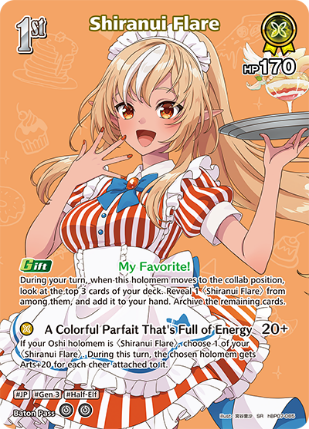 Shiranui Flare
1st
HP170
Gift
My Favorite!
During your turn, when this holomem moves to the collab position,
look at the top 3 cards of your deck. Reveal 1 〈Shiranui Flare〉 from
among them, and add it to your hand. Archive the remaining cards.
A Colorful Parfait That's Full of Energy 20+
If your Oshi holomem is 〈Shiranui Flare〉, choose 1 of your
〈Shiranui Flare〉. During this turn, the chosen holomem gets
Arts+20 for each cheer attached to it.
#JP #Gen 3 #Half-Elf
Baton Pass
SR